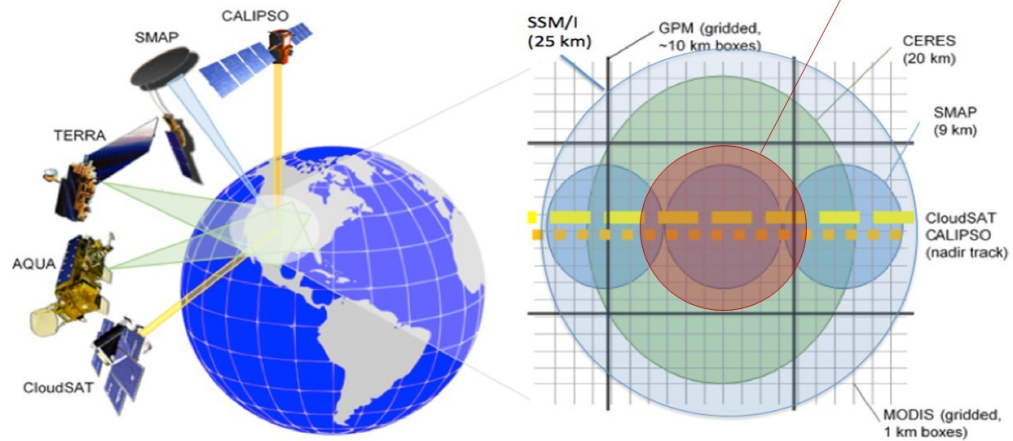 CALIPSO
SMAP
TERRA
AQUA
CloudSAT
SSM/I
(25 km)
GPM (gridded,
~10 km boxes)
CERES
(20 km)
SMAP
(9 km)
CloudSAT
CALIPSO
(nadir track)
MODIS (gridded,
1 km boxes)